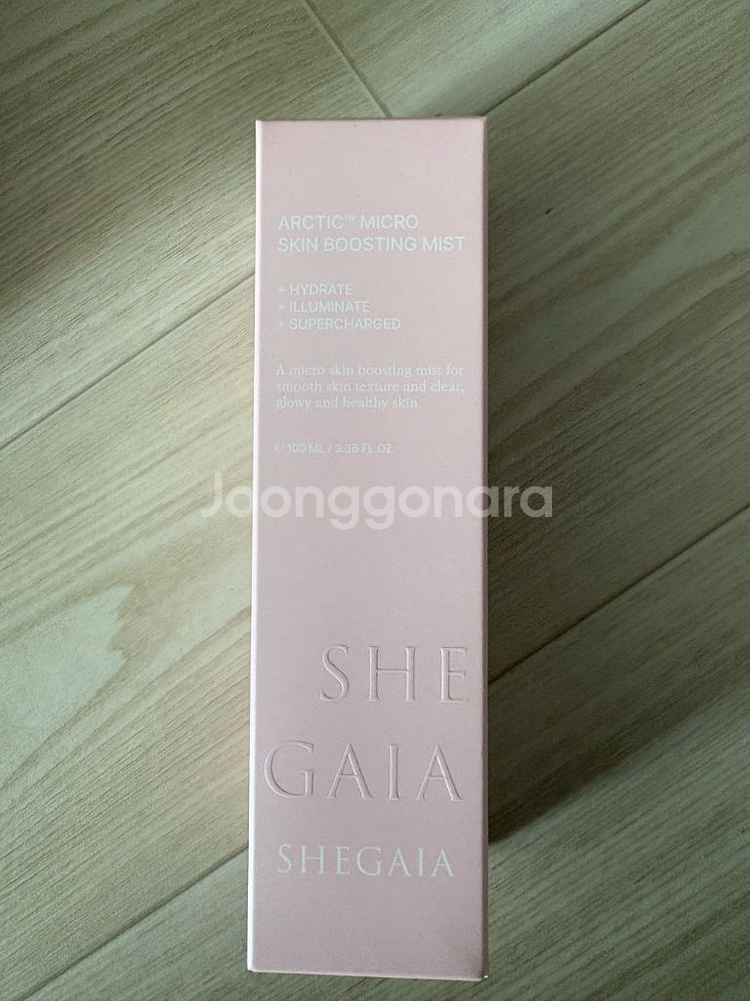 ARCTIC™ MICRO
SKIN BOOSTING MIST
+ HYDRATE
+ ILLUMINATE
+ SUPERCHARGED
A micro skin boosting mist for
smooth skin texture and clear,
glowy and healthy skin.
℮ 100 ML / 3.38 FL.OZ.
Joonggonara
SHE
GAIA
SHEGAIA